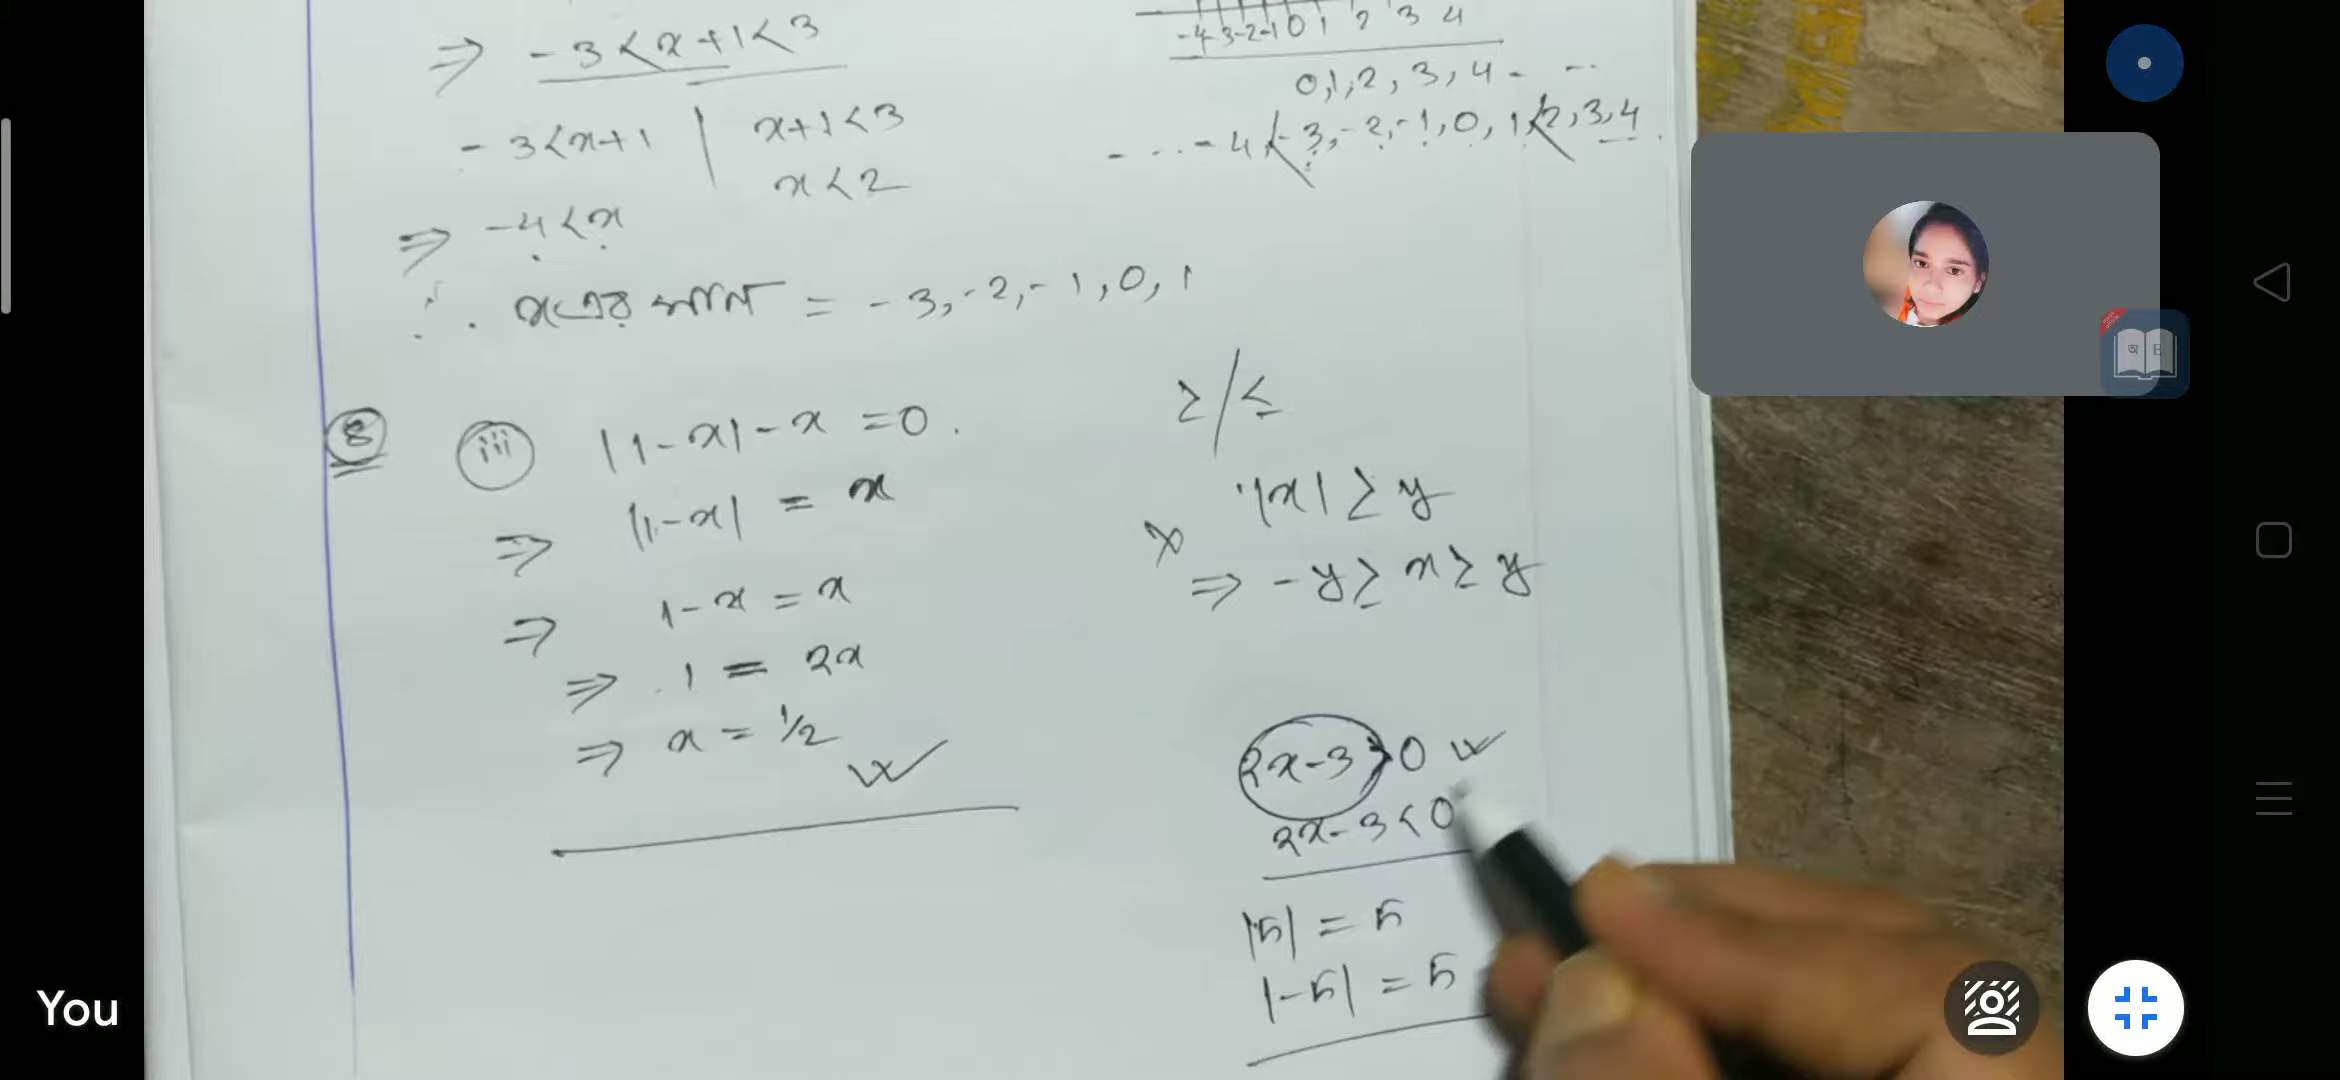 ⇒ -3 < x+1 < 3
-3 < x+1 | x+1 < 3
x < 2
⇒ -4 < x
∴ x এর মান = -3, -2, -1, 0, 1
-4 -3 -2 -1 0 1 2 3 4
0, 1, 2, 3, 4 - ...
- ... -4 < -3, -2, -1, 0, 1 < 2, 3, 4 .
8 iii |1-x| - x = 0 .
⇒ |1-x| = x
⇒ 1-x = x
⇒ 1 = 2x
⇒ x = 1/2
≥ / ≤
|x| ≥ y
⇒ -y ≥ x ≥ y
2x-3 > 0
2x-3 < 0
|5| = 5
|-5| = 5
You